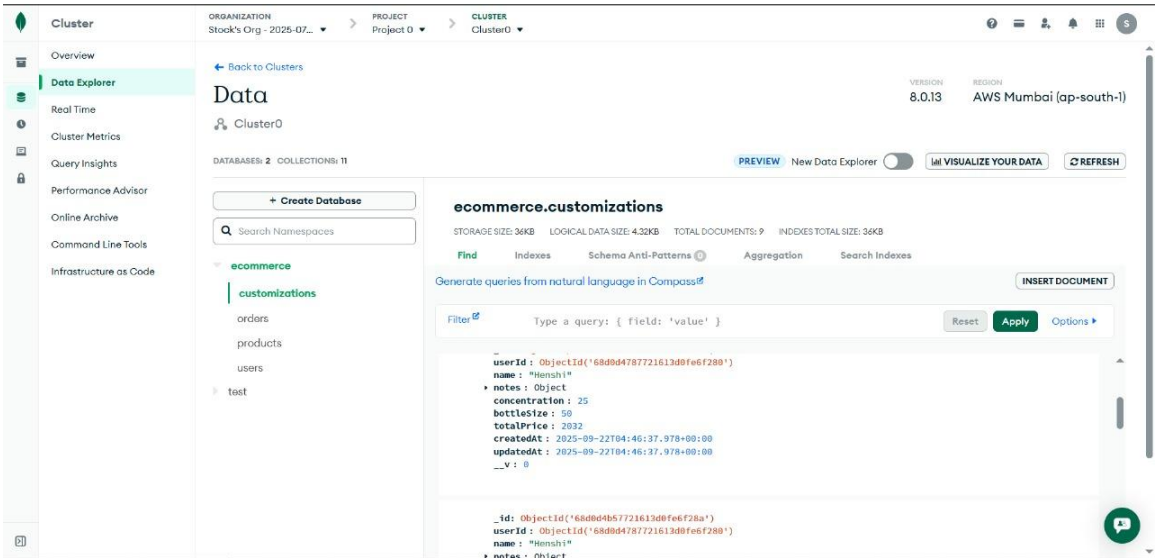 Cluster
ORGANIZATION
Stock's Org - 2025-07...
PROJECT
Project 0
CLUSTER
Cluster0
S
Overview
Data Explorer
Real Time
Cluster Metrics
Query Insights
Performance Advisor
Online Archive
Command Line Tools
Infrastructure as Code
Back to Clusters
Data
Cluster0
VERSION
8.0.13
REGION
AWS Mumbai (ap-south-1)
DATABASES: 2 COLLECTIONS: 11
PREVIEW New Data Explorer
VISUALIZE YOUR DATA
REFRESH
+ Create Database
Search Namespaces
ecommerce
customizations
orders
products
users
test
ecommerce.customizations
STORAGE SIZE: 36KB LOGICAL DATA SIZE: 4.32KB TOTAL DOCUMENTS: 9 INDEXES TOTAL SIZE: 36KB
Find Indexes Schema Anti-Patterns 0 Aggregation Search Indexes
Generate queries from natural language in Compass
INSERT DOCUMENT
Filter
Type a query: { field: 'value' }
Reset
Apply
Options
userId : ObjectId('68d0d4787721613d0fe6f280')
name : "Henshi"
notes : Object
concentration : 25
bottleSize : 50
totalPrice : 2032
createdAt : 2025-09-22T04:46:37.978+00:00
updatedAt : 2025-09-22T04:46:37.978+00:00
__v : 0
_id: ObjectId('68d0d4b57721613d0fe6f28a')
userId : ObjectId('68d0d4787721613d0fe6f280')
name : "Henshi"
notes : Object